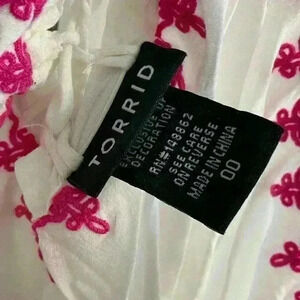 TORRID
EXCLUSIVE OF
DECORATION
RN#148862
SEE CARE
ON REVERSE
MADE IN CHINA
00